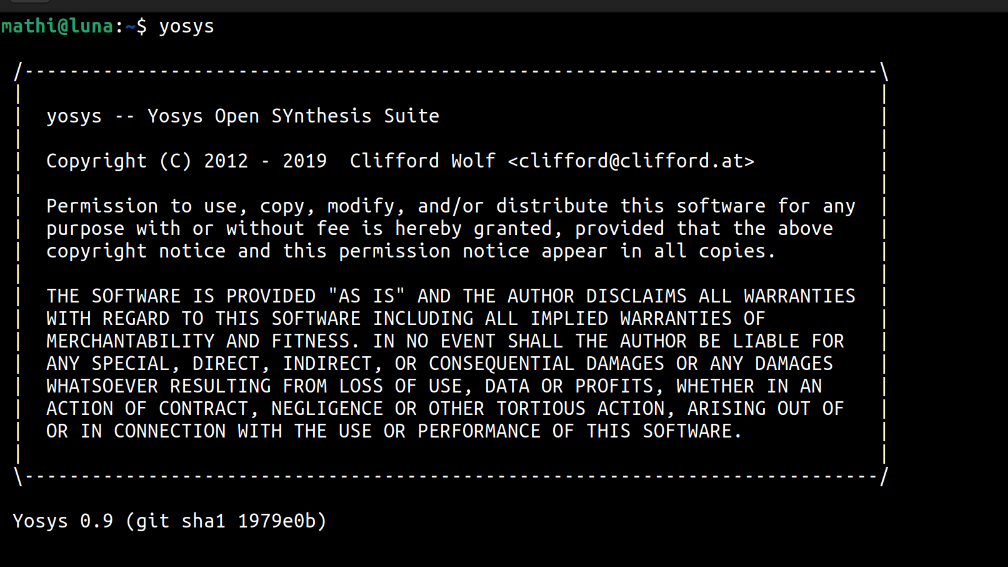 mathi@luna:~$ yosys
/----------------------------------------------------------------------------\
|                                                                            |
|  yosys -- Yosys Open SYnthesis Suite                                       |
|                                                                            |
|  Copyright (C) 2012 - 2019  Clifford Wolf <clifford@clifford.at>           |
|                                                                            |
|  Permission to use, copy, modify, and/or distribute this software for any  |
|  purpose with or without fee is hereby granted, provided that the above    |
|  copyright notice and this permission notice appear in all copies.         |
|                                                                            |
|  THE SOFTWARE IS PROVIDED "AS IS" AND THE AUTHOR DISCLAIMS ALL WARRANTIES  |
|  WITH REGARD TO THIS SOFTWARE INCLUDING ALL IMPLIED WARRANTIES OF          |
|  MERCHANTABILITY AND FITNESS. IN NO EVENT SHALL THE AUTHOR BE LIABLE FOR   |
|  ANY SPECIAL, DIRECT, INDIRECT, OR CONSEQUENTIAL DAMAGES OR ANY DAMAGES    |
|  WHATSOEVER RESULTING FROM LOSS OF USE, DATA OR PROFITS, WHETHER IN AN     |
|  ACTION OF CONTRACT, NEGLIGENCE OR OTHER TORTIOUS ACTION, ARISING OUT OF   |
|  OR IN CONNECTION WITH THE USE OR PERFORMANCE OF THIS SOFTWARE.            |
|                                                                            |
\----------------------------------------------------------------------------/
Yosys 0.9 (git sha1 1979e0b)